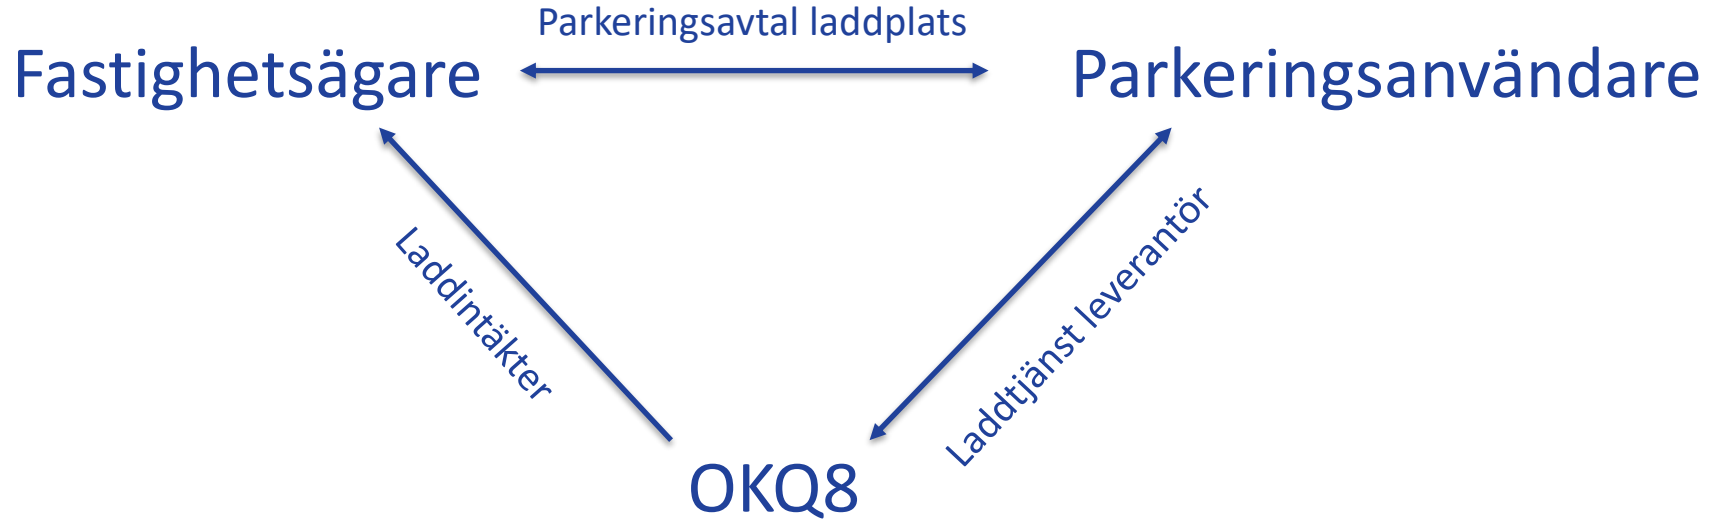 Parkeringsavtal laddplats
Fastighetsägare
Parkeringsanvändare
Laddintäkter
Laddtjänst leverantör
OKQ8